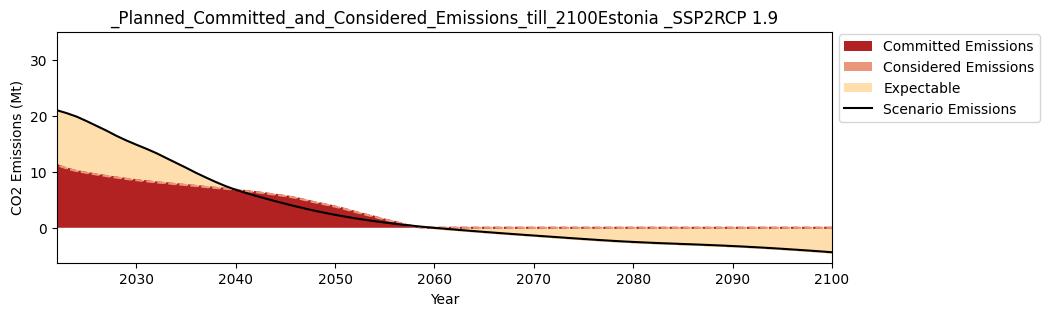 _Planned_Committed_and_Considered_Emissions_till_2100Estonia _SSP2RCP 1.9
Committed Emissions
Considered Emissions
Expectable
Scenario Emissions
CO2 Emissions (Mt)
30
20
10
0
2030 2040 2050 2060 2070 2080 2090 2100
Year